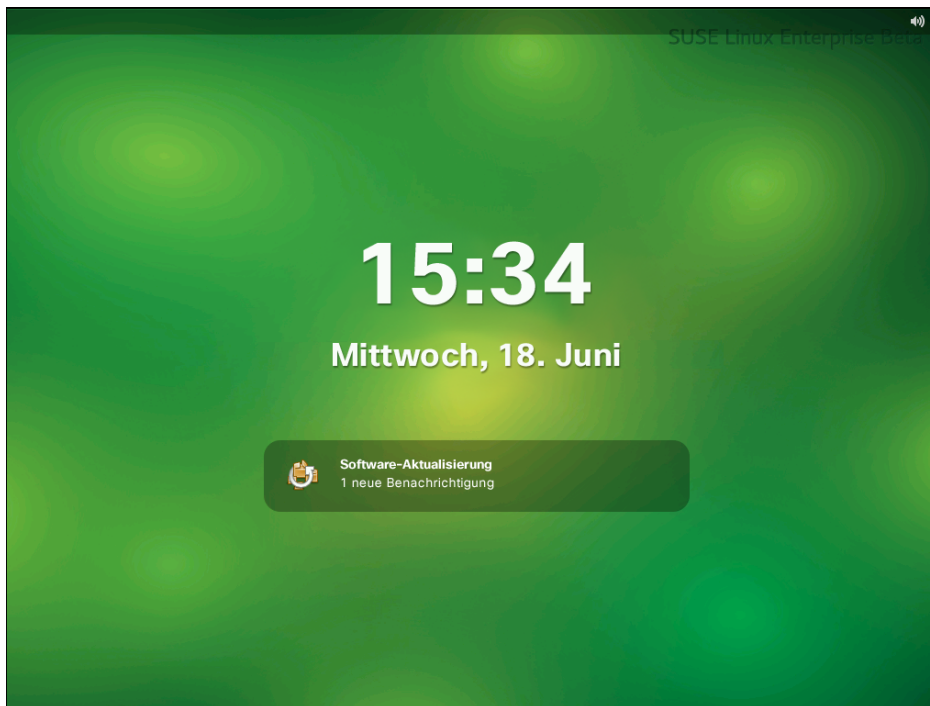 SUSE Linux Enterprise Beta
15:34
Mittwoch, 18. Juni
Software-Aktualisierung
1 neue Benachrichtigung